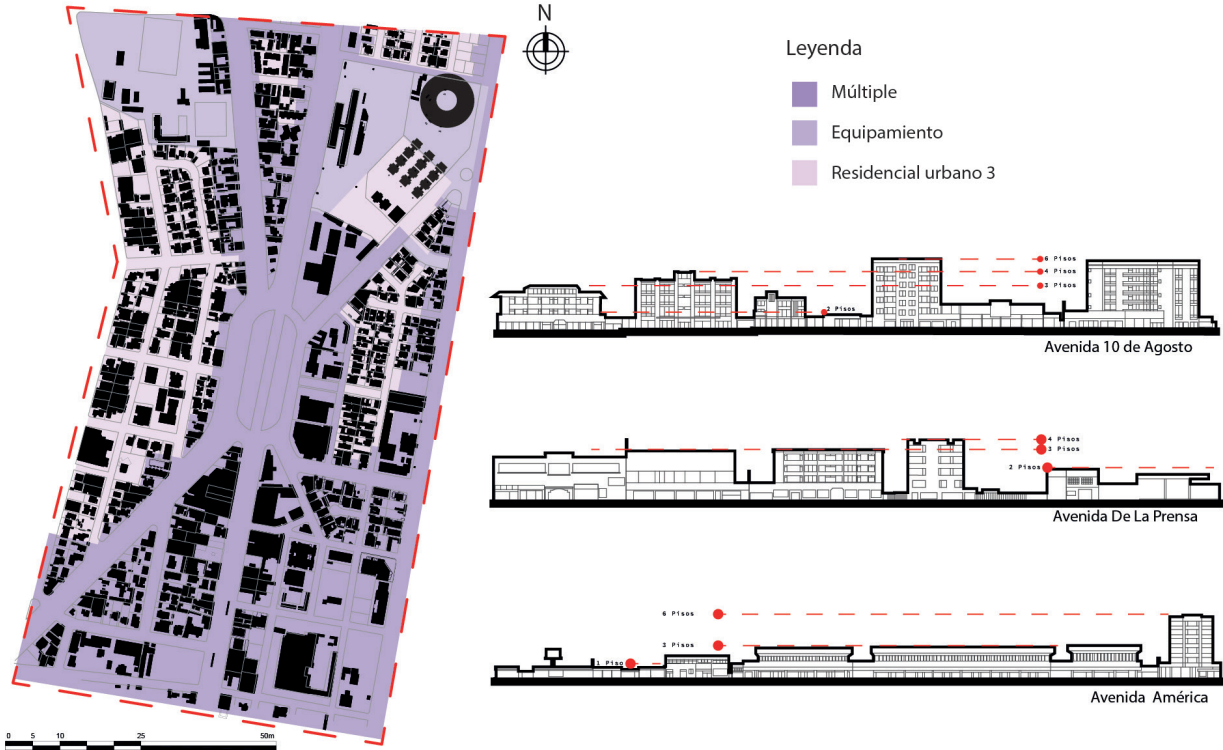 N
Leyenda
Múltiple
Equipamiento
Residencial urbano 3
6 Pisos
4 Pisos
3 Pisos
2 Pisos
Avenida 10 de Agosto
4 Pisos
3 Pisos
2 Pisos
Avenida De La Prensa
6 Pisos
3 Pisos
1 Piso
Avenida América
0 5 10 25 50m